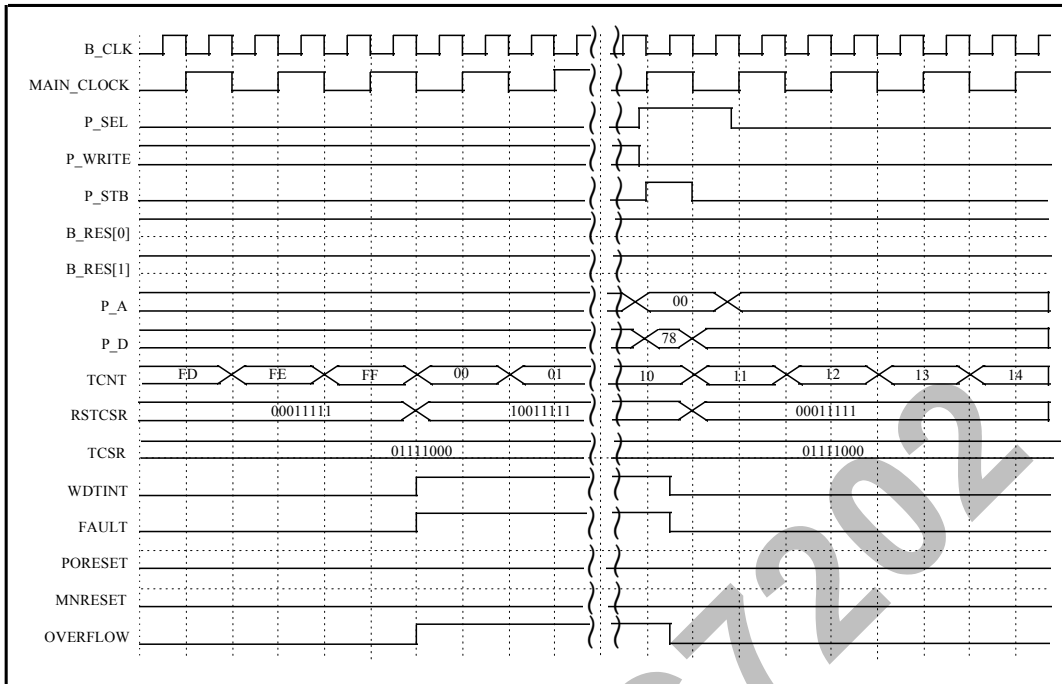 B_CLK
MAIN_CLOCK
P_SEL
P_WRITE
P_STB
B_RES[0]
B_RES[1]
P_A 00
P_D 78
TCNT FD FE FF 00 01 10 11 12 13 14
RSTCSR 00011111 10011111 00011111
TCSR 01111000 01111000
WDTINT
FAULT
PORESET
MNRESET
OVERFLOW